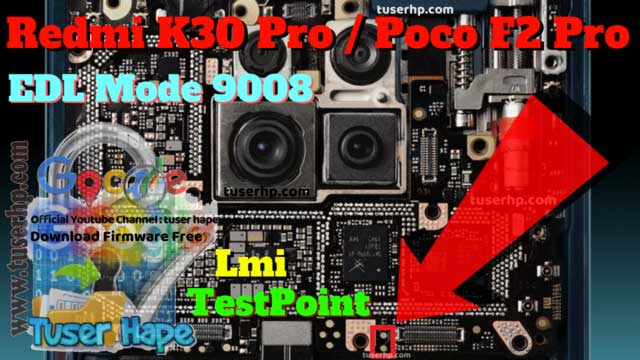 tuserhp.com
Redmi K30 Pro / Poco F2 Pro
EDL Mode 9008
www.tuserhp.com
Google
tuserhp.com
tuserhp.com
Official Youtube Channel : tuser hape
Download Firmware Free
Lmi
TestPoint
Tuser Hape
tuserhp.com